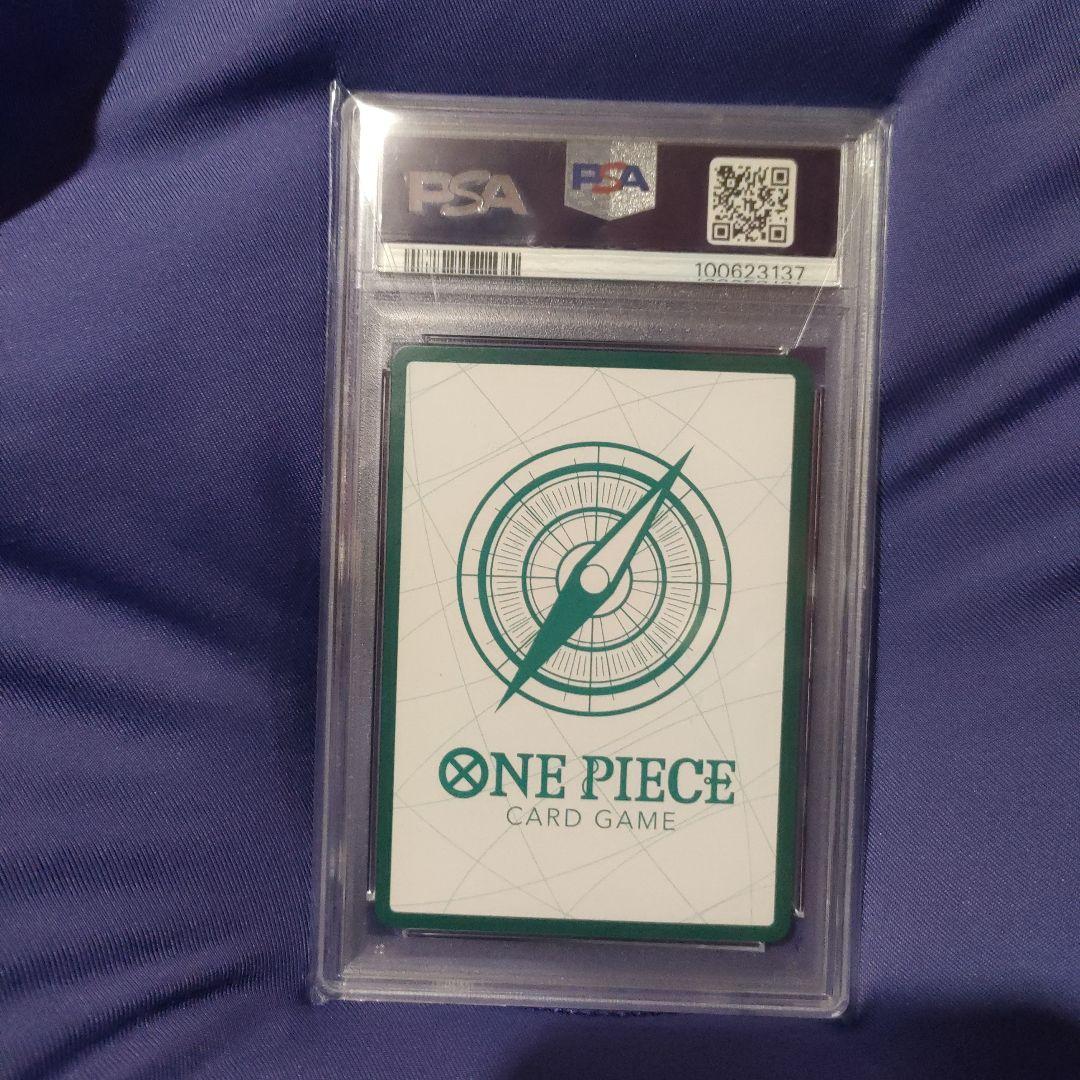 PSA
PSA
100623137
ONE PIECE
CARD GAME